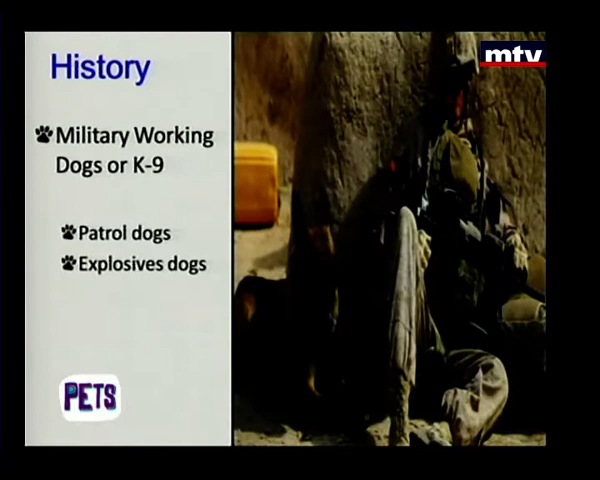 History
mtv
Military Working
Dogs or K-9
Patrol dogs
Explosives dogs
PETS